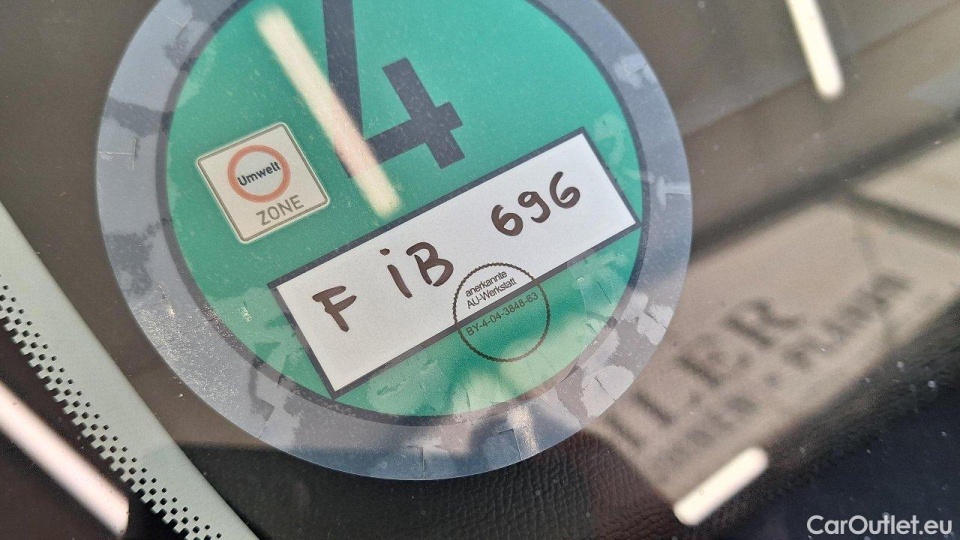 4
Umwelt
ZONE
F iB 696
anerkannte
AU-Werkstatt
BY-4-04-3848-63
CarOutlet.eu